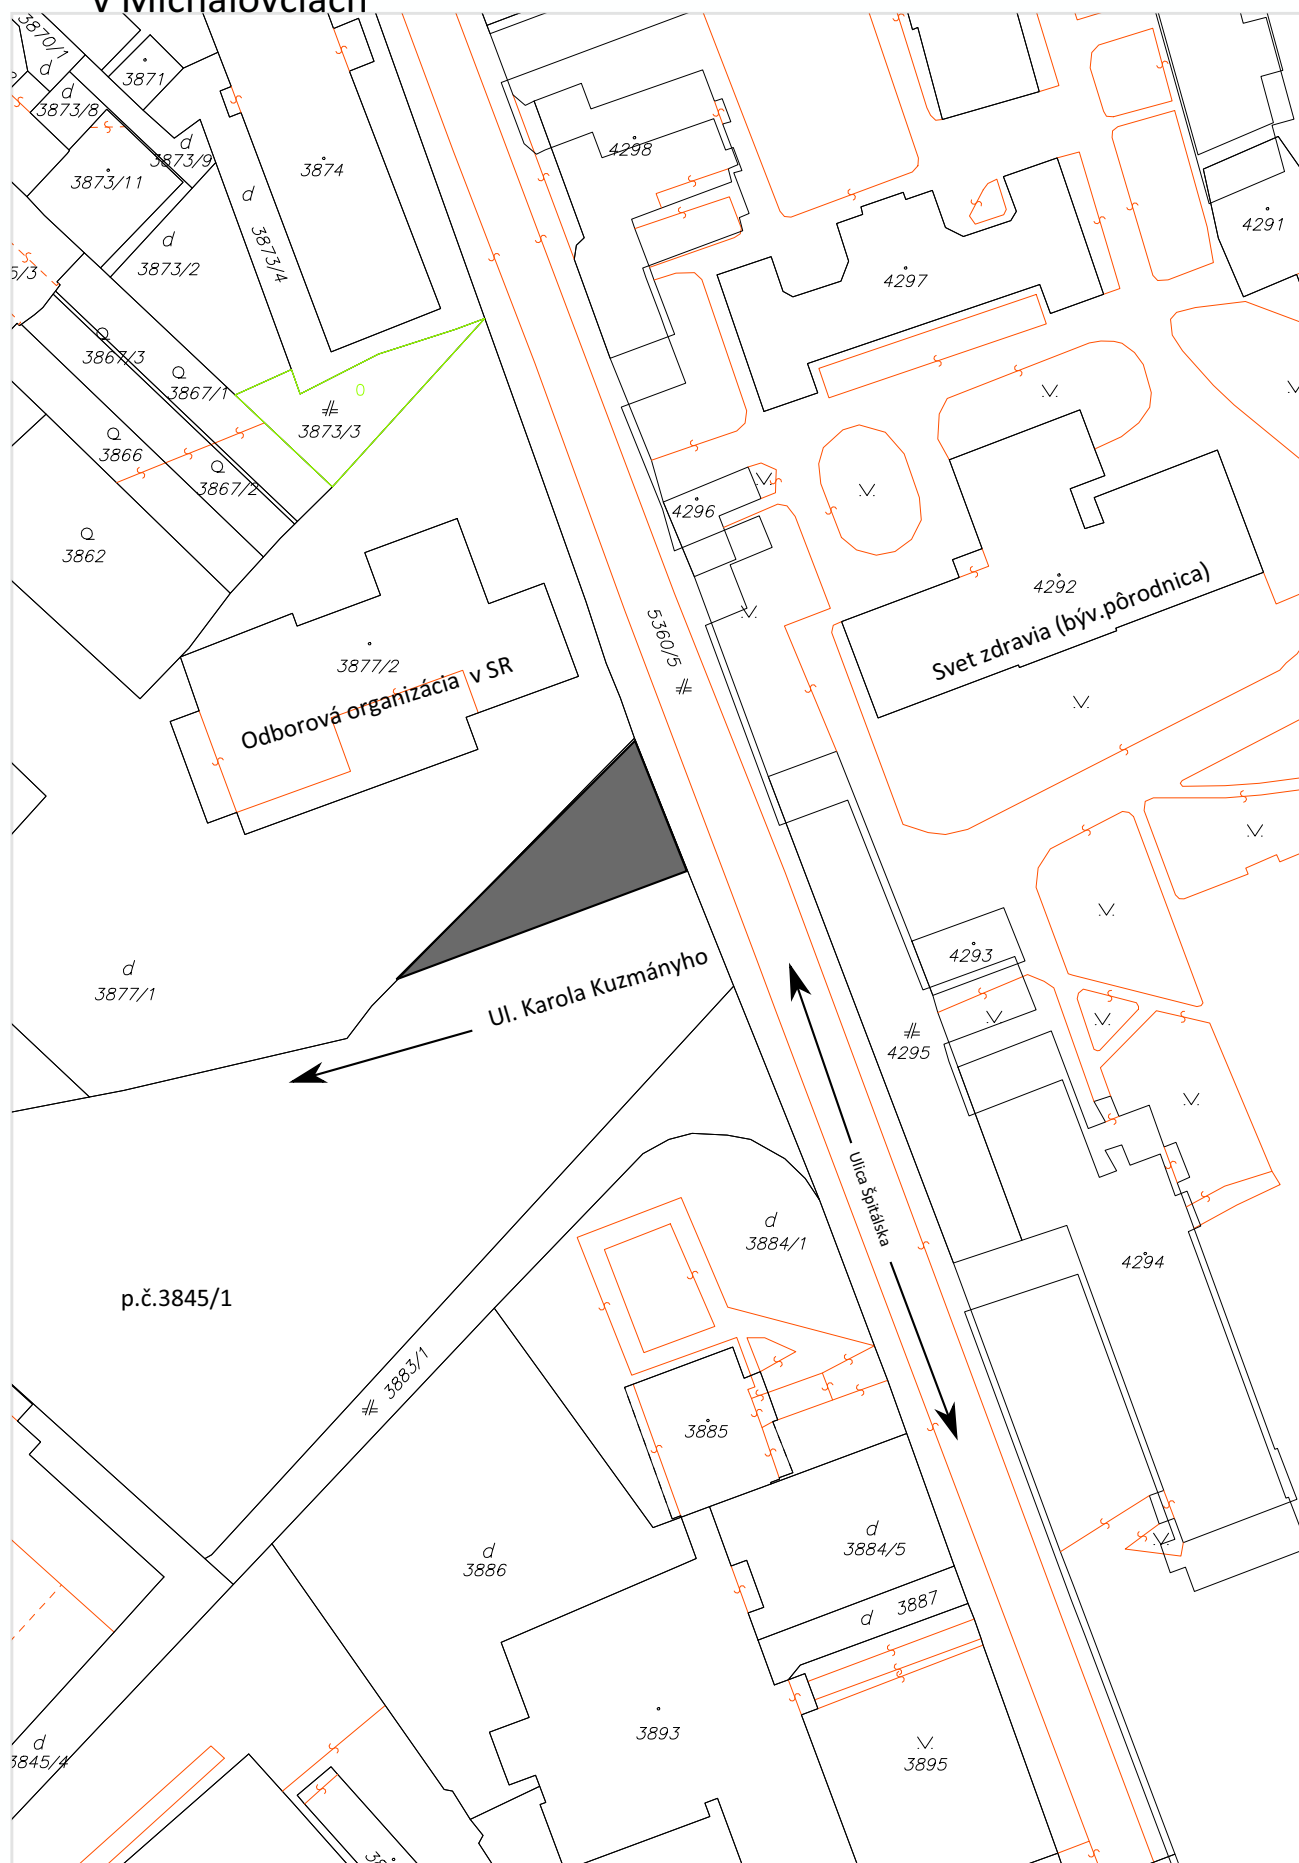 v Michalovciach
3870/1
d
3871
d
3873/8
d
3873/9
3873/11
3874
d
3873/4
d
3873/2
4298
4291
4297
3867/3
3867/1
3873/3
3866
3867/2
3862
4296
4292
Svet zdravia (býv.pôrodnica)
5360/5
3877/2
Odborová organizácia v SR
d
3877/1
Ul. Karola Kuzmányho
4293
4295
Ulica Špitálska
d
3884/1
4294
p.č.3845/1
3883/1
3885
d
3886
d
3884/5
d 3887
3893
3895
d
3845/4